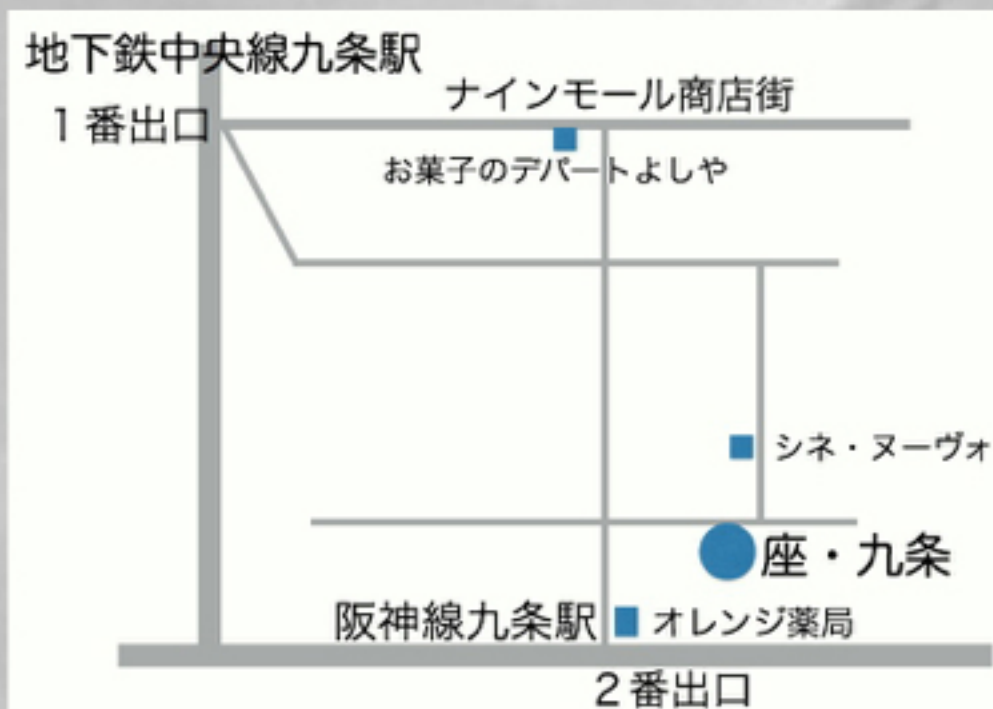 地下鉄中央線九条駅
1番出口
ナインモール商店街
お菓子のデパートよしや
シネ・ヌーヴォ
座・九条
阪神線九条駅
オレンジ薬局
2番出口